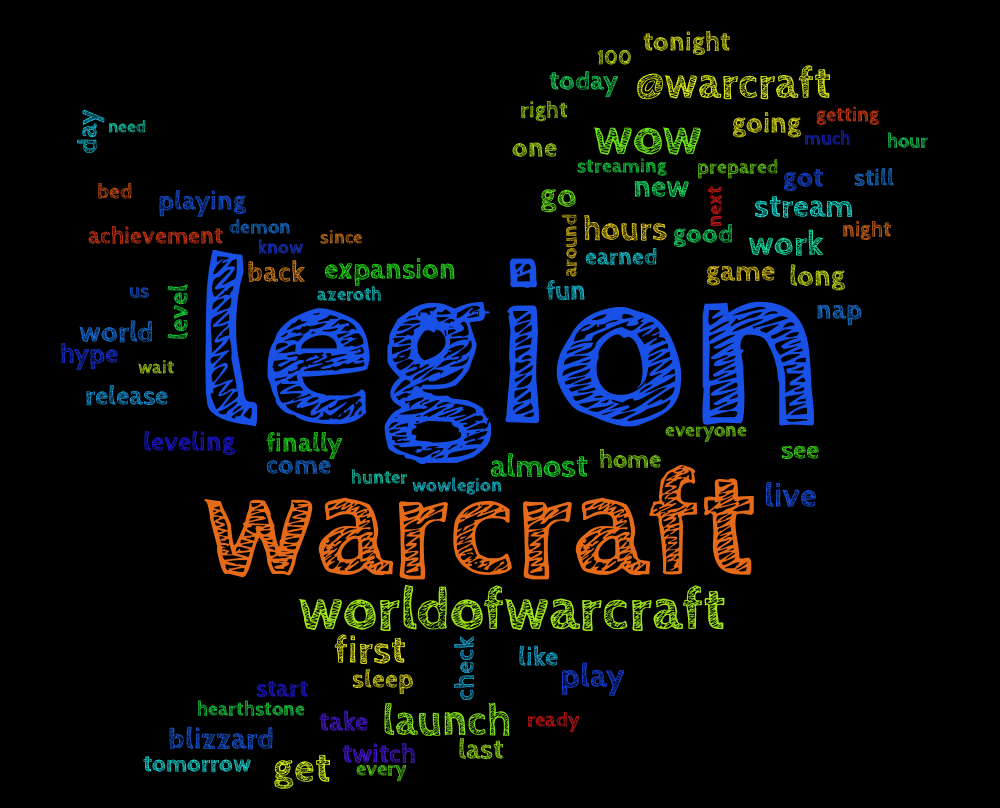 tonight
100
today
@warcraft
right
getting
day
need
wow
going
much
hour
one
streaming
prepared
got
still
bed
playing
go
new
next
stream
achievement
demon
know
since
around
hours
good
work
night
back
expansion
earned
game
long
us
level
azeroth
fun
nap
world
legion
hype
wait
release
leveling
finally
everyone
see
come
hunter
wowlegion
almost
home
live
warcraft
worldofwarcraft
first
check
like
sleep
play
start
hearthstone
take
launch
ready
blizzard
twitch
last
tomorrow
get
every